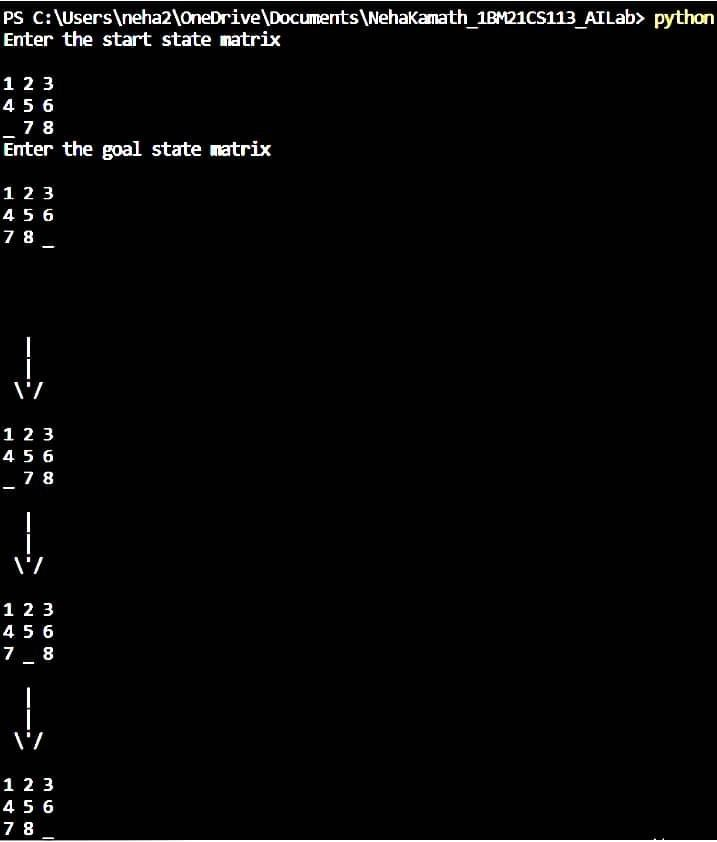 PS C:\Users\neha2\OneDrive\Documents\NehaKamath_1BM21CS113_AILab> python
Enter the start state matrix
1 2 3
4 5 6
_ 7 8
Enter the goal state matrix
1 2 3
4 5 6
7 8 _
|
|
\'/
1 2 3
4 5 6
_ 7 8
|
|
\'/
1 2 3
4 5 6
7 _ 8
|
|
\'/
1 2 3
4 5 6
7 8 _